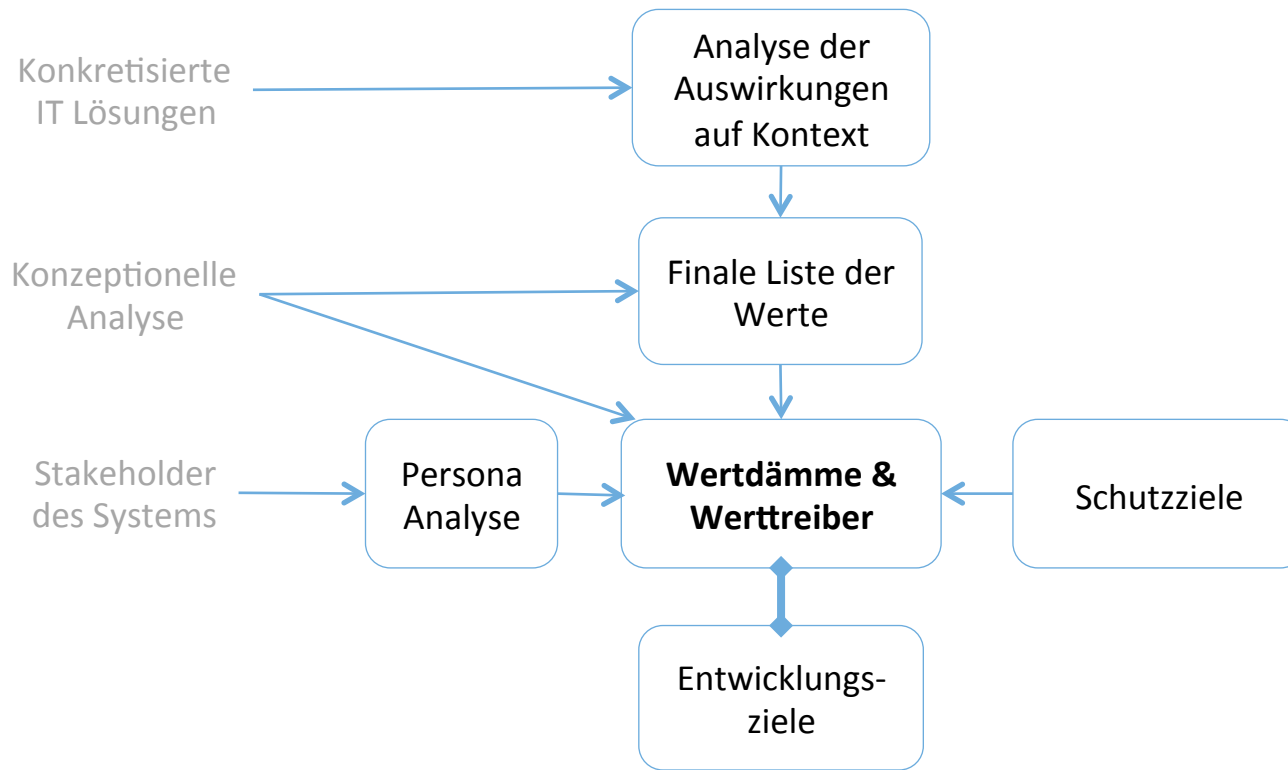 Konkretisierte
IT Lösungen
Analyse der
Auswirkungen
auf Kontext
Konzeptionelle
Analyse
Finale Liste der
Werte
Stakeholder
des Systems
Persona
Analyse
Wertdämme &
Werttreiber
Schutzziele
Entwicklungs-
ziele